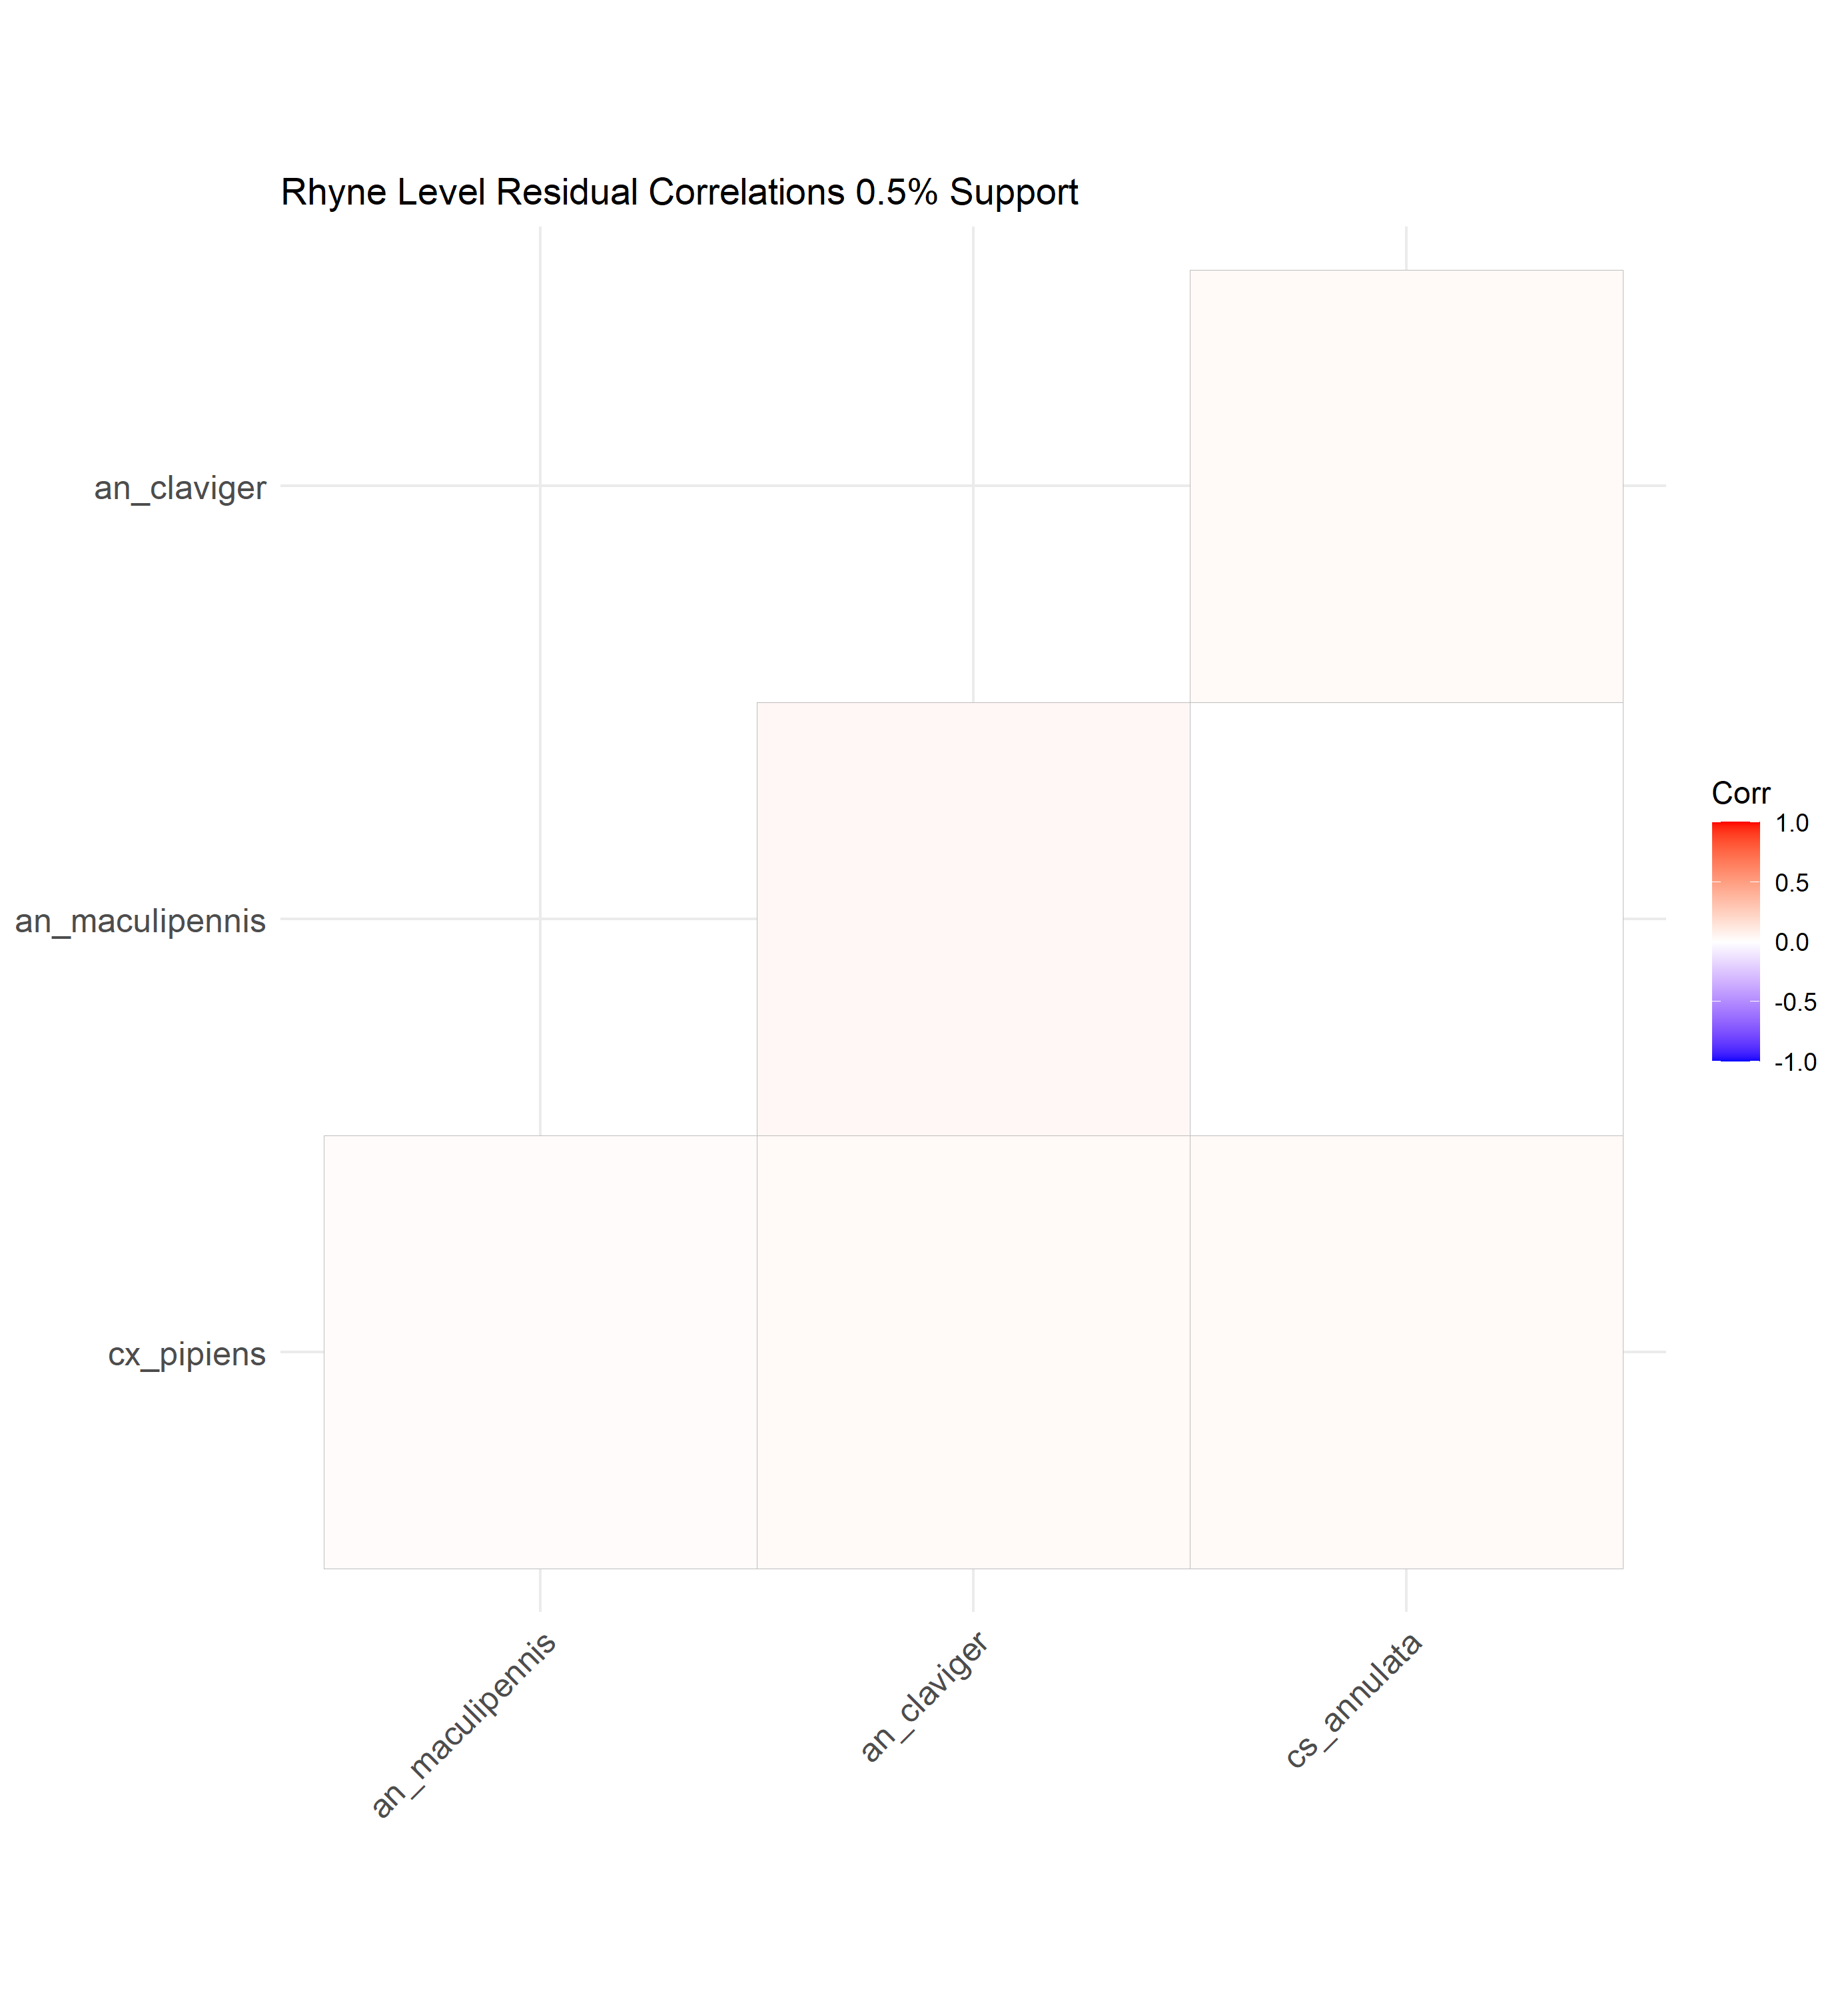 Rhyne Level Residual Correlations 0.5% Support
an_claviger
an_maculipennis
cx_pipiens
an_maculipennis
an_claviger
cs_annulata
Corr
1.0
0.5
0.0
-0.5
-1.0